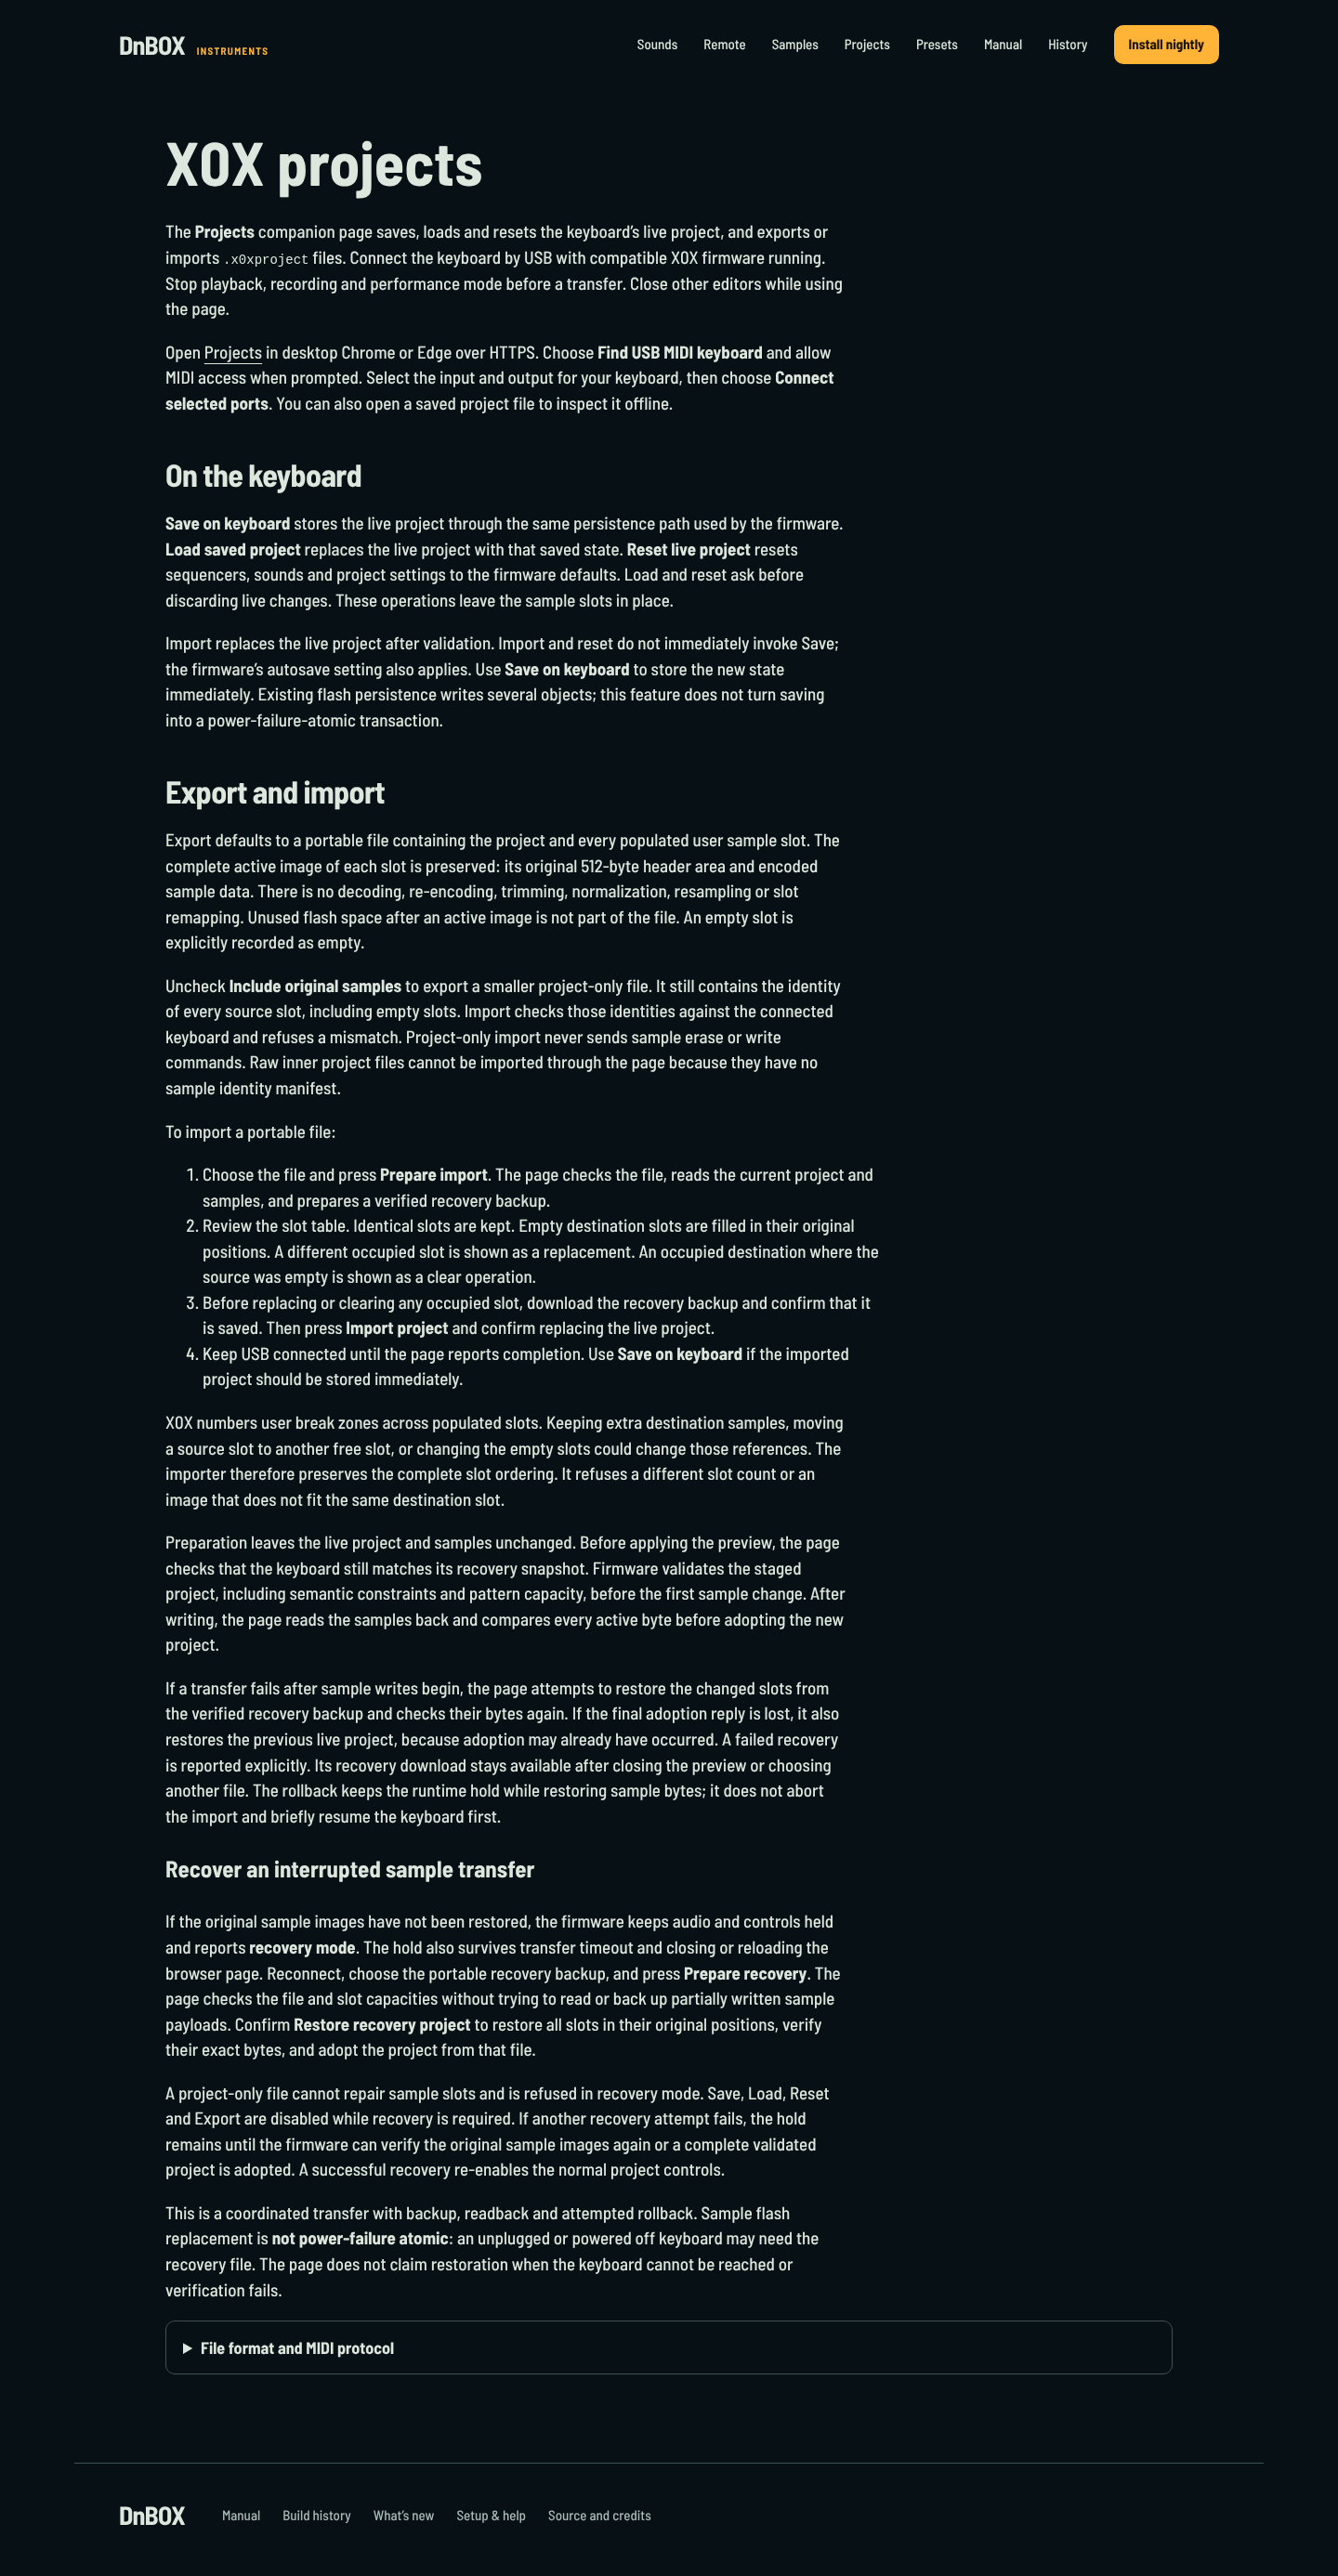 DnBOX INSTRUMENTS
Sounds Remote Samples Projects Presets Manual History Install nightly
X0X projects
The Projects companion page saves, loads and resets the keyboard’s live project, and exports or
imports .x0xproject files. Connect the keyboard by USB with compatible X0X firmware running.
Stop playback, recording and performance mode before a transfer. Close other editors while using
the page.
Open Projects in desktop Chrome or Edge over HTTPS. Choose Find USB MIDI keyboard and allow
MIDI access when prompted. Select the input and output for your keyboard, then choose Connect
selected ports. You can also open a saved project file to inspect it offline.
On the keyboard
Save on keyboard stores the live project through the same persistence path used by the firmware.
Load saved project replaces the live project with that saved state. Reset live project resets
sequencers, sounds and project settings to the firmware defaults. Load and reset ask before
discarding live changes. These operations leave the sample slots in place.
Import replaces the live project after validation. Import and reset do not immediately invoke Save;
the firmware’s autosave setting also applies. Use Save on keyboard to store the new state
immediately. Existing flash persistence writes several objects; this feature does not turn saving
into a power-failure-atomic transaction.
Export and import
Export defaults to a portable file containing the project and every populated user sample slot. The
complete active image of each slot is preserved: its original 512-byte header area and encoded
sample data. There is no decoding, re-encoding, trimming, normalization, resampling or slot
remapping. Unused flash space after an active image is not part of the file. An empty slot is
explicitly recorded as empty.
Uncheck Include original samples to export a smaller project-only file. It still contains the identity
of every source slot, including empty slots. Import checks those identities against the connected
keyboard and refuses a mismatch. Project-only import never sends sample erase or write
commands. Raw inner project files cannot be imported through the page because they have no
sample identity manifest.
To import a portable file:
1. Choose the file and press Prepare import. The page checks the file, reads the current project and
samples, and prepares a verified recovery backup.
2. Review the slot table. Identical slots are kept. Empty destination slots are filled in their original
positions. A different occupied slot is shown as a replacement. An occupied destination where the
source was empty is shown as a clear operation.
3. Before replacing or clearing any occupied slot, download the recovery backup and confirm that it
is saved. Then press Import project and confirm replacing the live project.
4. Keep USB connected until the page reports completion. Use Save on keyboard if the imported
project should be stored immediately.
X0X numbers user break zones across populated slots. Keeping extra destination samples, moving
a source slot to another free slot, or changing the empty slots could change those references. The
importer therefore preserves the complete slot ordering. It refuses a different slot count or an
image that does not fit the same destination slot.
Preparation leaves the live project and samples unchanged. Before applying the preview, the page
checks that the keyboard still matches its recovery snapshot. Firmware validates the staged
project, including semantic constraints and pattern capacity, before the first sample change. After
writing, the page reads the samples back and compares every active byte before adopting the new
project.
If a transfer fails after sample writes begin, the page attempts to restore the changed slots from
the verified recovery backup and checks their bytes again. If the final adoption reply is lost, it also
restores the previous live project, because adoption may already have occurred. A failed recovery
is reported explicitly. Its recovery download stays available after closing the preview or choosing
another file. The rollback keeps the runtime hold while restoring sample bytes; it does not abort
the import and briefly resume the keyboard first.
Recover an interrupted sample transfer
If the original sample images have not been restored, the firmware keeps audio and controls held
and reports recovery mode. The hold also survives transfer timeout and closing or reloading the
browser page. Reconnect, choose the portable recovery backup, and press Prepare recovery. The
page checks the file and slot capacities without trying to read or back up partially written sample
payloads. Confirm Restore recovery project to restore all slots in their original positions, verify
their exact bytes, and adopt the project from that file.
A project-only file cannot repair sample slots and is refused in recovery mode. Save, Load, Reset
and Export are disabled while recovery is required. If another recovery attempt fails, the hold
remains until the firmware can verify the original sample images again or a complete validated
project is adopted. A successful recovery re-enables the normal project controls.
This is a coordinated transfer with backup, readback and attempted rollback. Sample flash
replacement is not power-failure atomic: an unplugged or powered off keyboard may need the
recovery file. The page does not claim restoration when the keyboard cannot be reached or
verification fails.
▶ File format and MIDI protocol
DnBOX Manual Build history What’s new Setup & help Source and credits